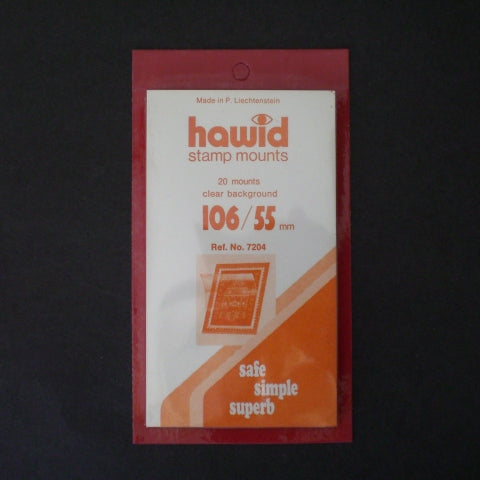 Made in P. Liechtenstein
hawid
stamp mounts
20 mounts
clear background
106/55 mm
Ref. No. 7204
safe
simple
superb